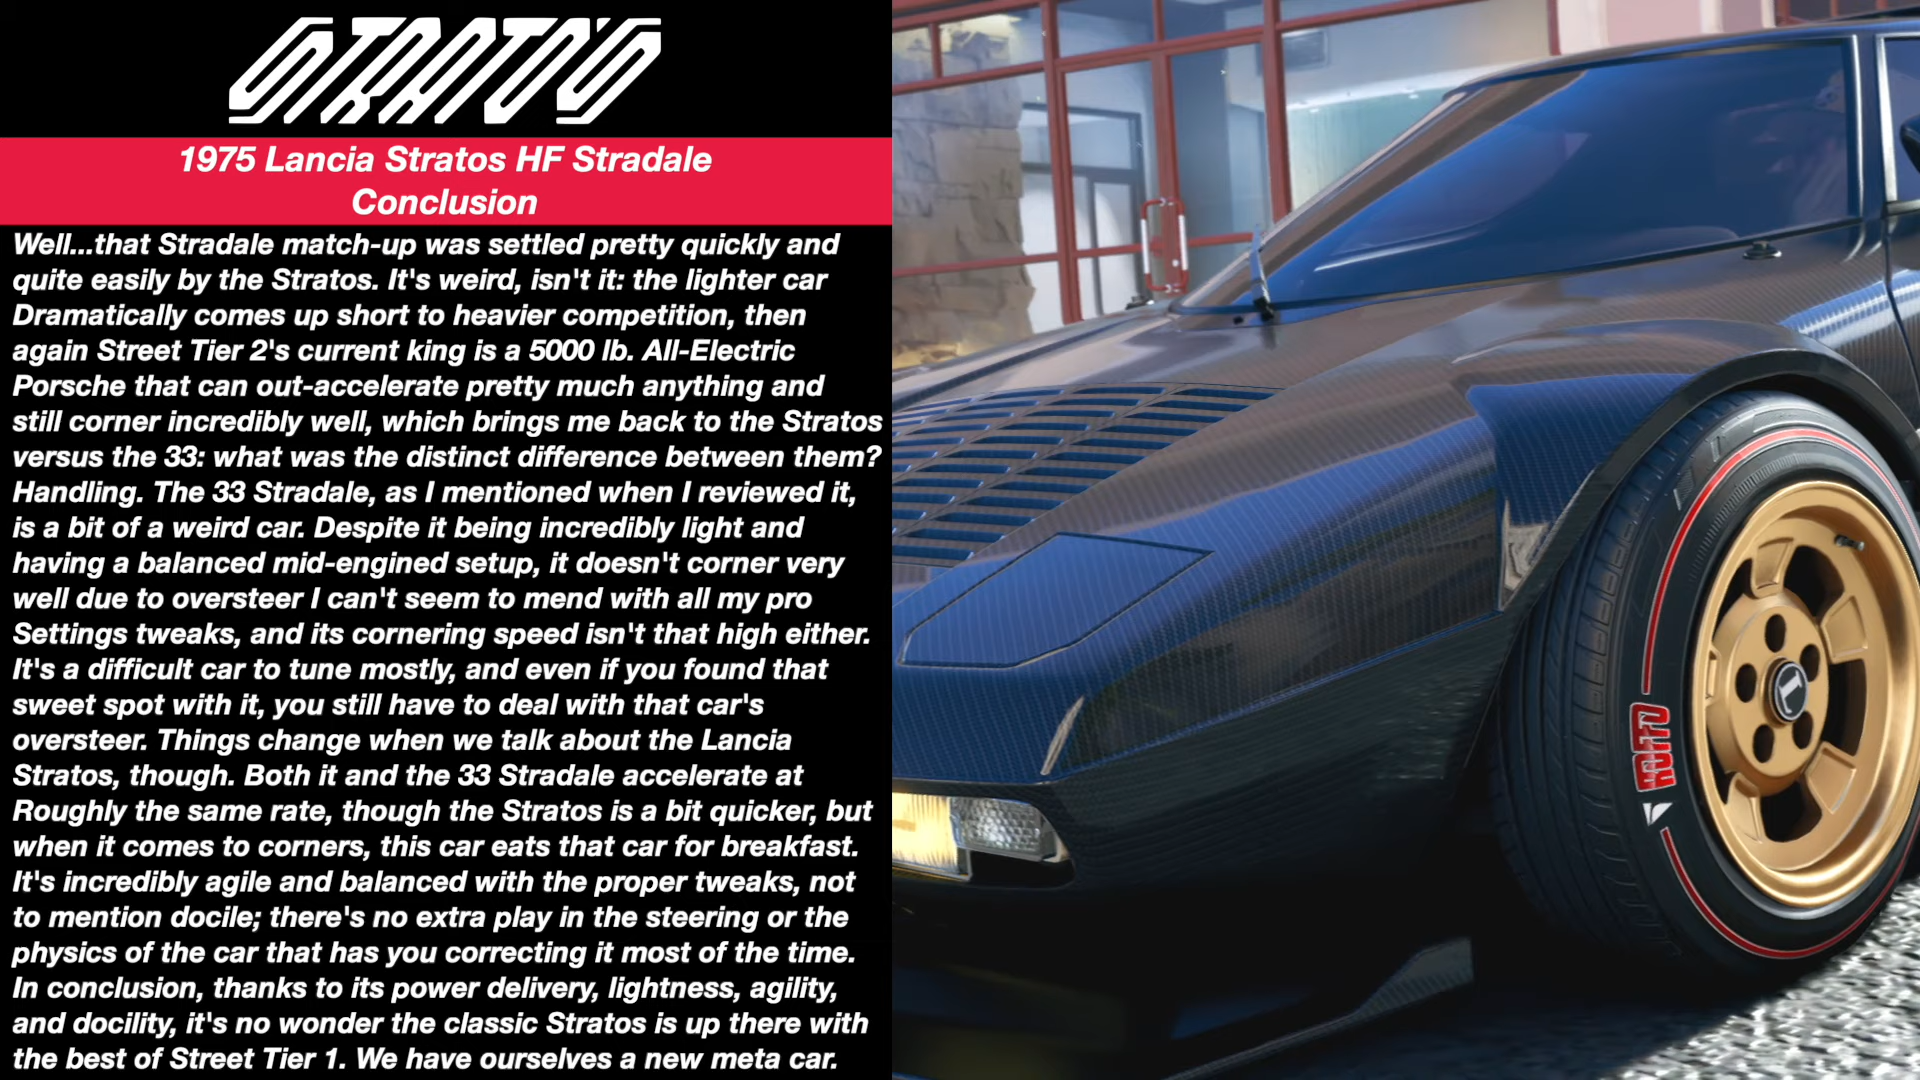 STRATO'S
1975 Lancia Stratos HF Stradale
Conclusion
Well...that Stradale match-up was settled pretty quickly and
quite easily by the Stratos. It's weird, isn't it: the lighter car
Dramatically comes up short to heavier competition, then
again Street Tier 2's current king is a 5000 lb. All-Electric
Porsche that can out-accelerate pretty much anything and
still corner incredibly well, which brings me back to the Stratos
versus the 33: what was the distinct difference between them?
Handling. The 33 Stradale, as I mentioned when I reviewed it,
is a bit of a weird car. Despite it being incredibly light and
having a balanced mid-engined setup, it doesn't corner very
well due to oversteer I can't seem to mend with all my pro
Settings tweaks, and its cornering speed isn't that high either.
It's a difficult car to tune mostly, and even if you found that
sweet spot with it, you still have to deal with that car's
oversteer. Things change when we talk about the Lancia
Stratos, though. Both it and the 33 Stradale accelerate at
Roughly the same rate, though the Stratos is a bit quicker, but
when it comes to corners, this car eats that car for breakfast.
It's incredibly agile and balanced with the proper tweaks, not
to mention docile; there's no extra play in the steering or the
physics of the car that has you correcting it most of the time.
In conclusion, thanks to its power delivery, lightness, agility,
and docility, it's no wonder the classic Stratos is up there with
the best of Street Tier 1. We have ourselves a new meta car.
L